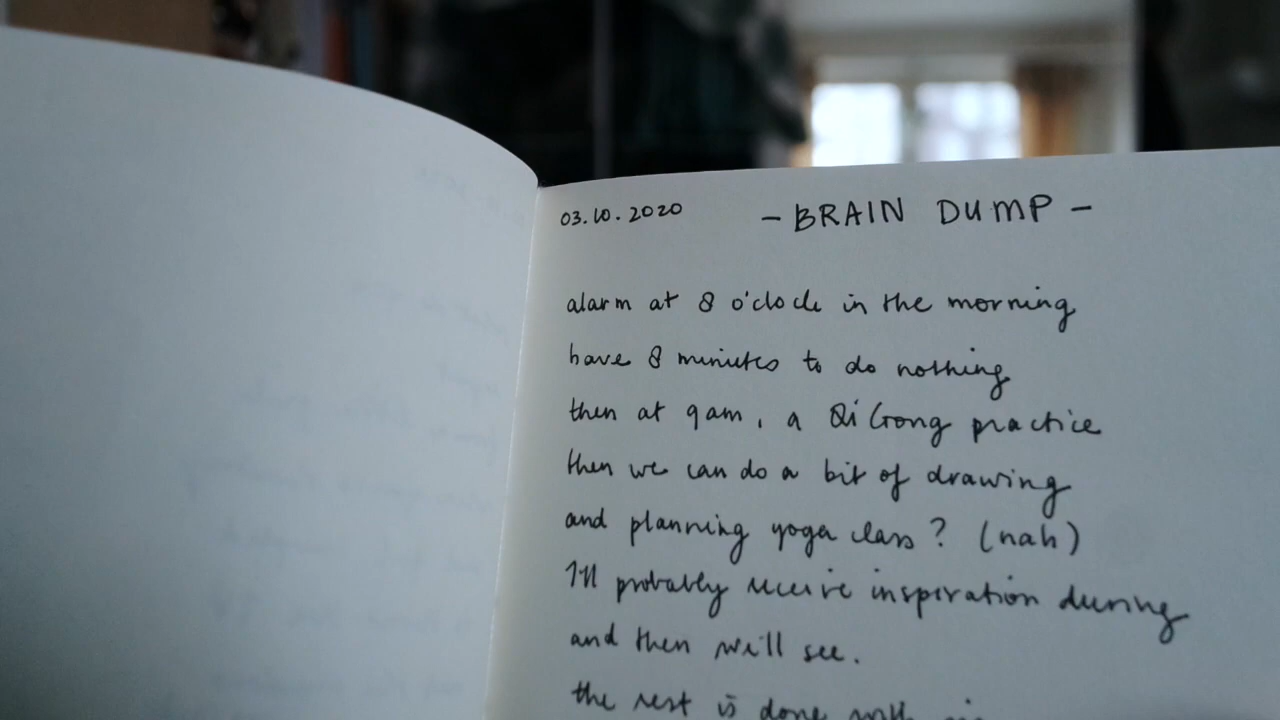 03.10.2020 - BRAIN DUMP -
alarm at 8 o'clock in the morning
have 8 minutes to do nothing
then at 9am, a Qi Gong practice
then we can do a bit of drawing
and planning yoga class? (nah)
I'll probably receive inspiration during
and then will see.
the rest is done with